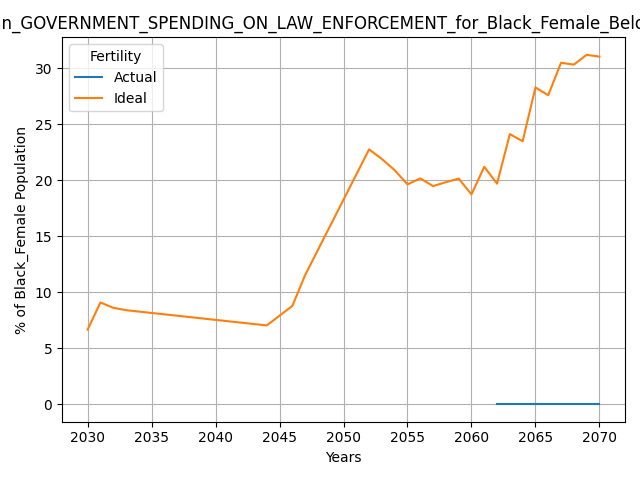 n_GOVERNMENT_SPENDING_ON_LAW_ENFORCEMENT_for_Black_Female_Belo
Fertility
Actual
Ideal
% of Black_Female Population
30
25
20
15
10
5
0
2030 2035 2040 2045 2050 2055 2060 2065 2070
Years